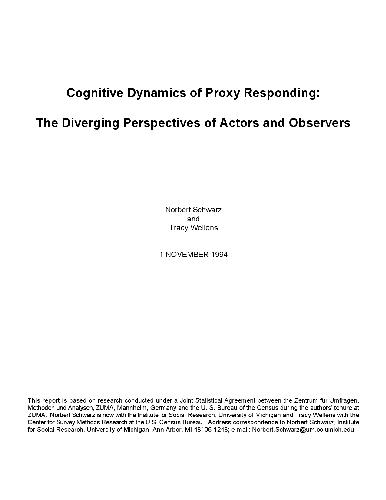 Cognitive Dynamics of Proxy Responding:
The Diverging Perspectives of Actors and Observers
Norbert Schwarz
and
Tracy Wellens
1 NOVEMBER 1994
This report is based on research conducted under a Joint Statistical Agreement between the Zentrum für Umfragen,
Methoden und Analysen, ZUMA, Mannheim, Germany and the U. S. Bureau of the Census during the authors' tenure at
ZUMA. Norbert Schwarz is now with the Institute for Social Research, University of Michigan and Tracy Wellens with the
Center for Survey Methods Research at the U.S. Census Bureau. Address correspondence to Norbert Schwarz, Institute
for Social Research, University of Michigan, Ann Arbor, MI 48106-1248; e-mail: Norbert.Schwarz@um.cc.umich.edu